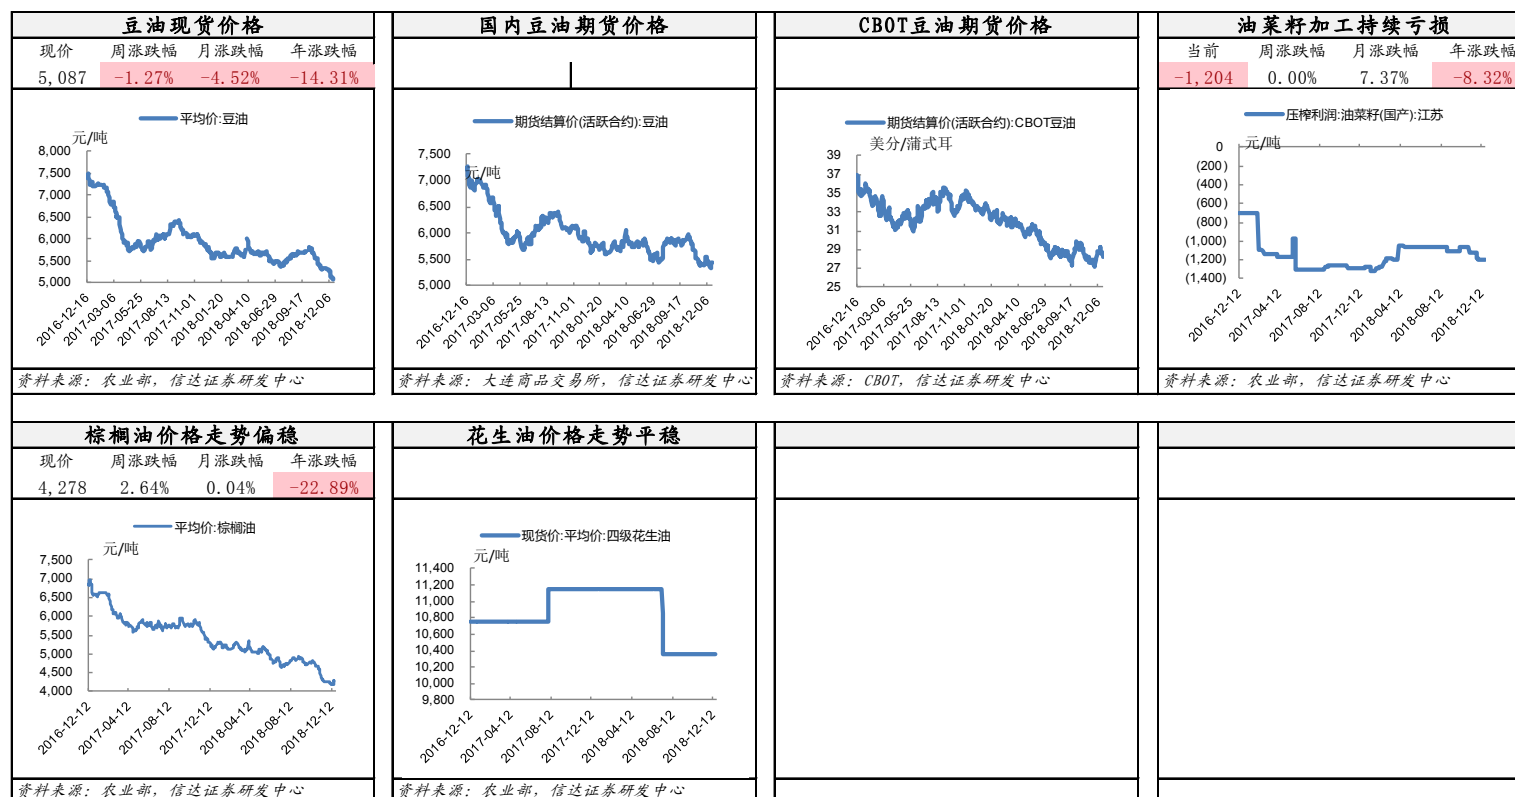 豆油现货价格
现价 周涨跌幅 月涨跌幅 年涨跌幅
5,087 -1.27% -4.52% -14.31%
平均价:豆油
元/吨
8,000
7,500
7,000
6,500
6,000
5,500
5,000
2016-12-16 2017-03-06 2017-05-25 2017-08-13 2017-11-01 2018-01-20 2018-04-10 2018-06-29 2018-09-17 2018-12-06
资料来源：农业部，信达证券研发中心
国内豆油期货价格
期货结算价(活跃合约):豆油
元/吨
7,500
7,000
6,500
6,000
5,500
5,000
2016-12-16 2017-03-06 2017-05-25 2017-08-13 2017-11-01 2018-01-20 2018-04-10 2018-06-29 2018-09-17 2018-12-06
资料来源：大连商品交易所，信达证券研发中心
CBOT豆油期货价格
期货结算价(活跃合约):CBOT豆油
美分/蒲式耳
39
37
35
33
31
29
27
25
2016-12-16 2017-03-06 2017-05-25 2017-08-13 2017-11-01 2018-01-20 2018-04-10 2018-06-29 2018-09-17 2018-12-06
资料来源：CBOT，信达证券研发中心
油菜籽加工持续亏损
当前 周涨跌幅 月涨跌幅 年涨跌幅
-1,204 0.00% 7.37% -8.32%
压榨利润:油菜籽(国产):江苏
元/吨
0
(200)
(400)
(600)
(800)
(1,000)
(1,200)
(1,400)
2016-12-12 2017-04-12 2017-08-12 2017-12-12 2018-04-12 2018-08-12 2018-12-12
资料来源：农业部，信达证券研发中心
棕榈油价格走势偏稳
现价 周涨跌幅 月涨跌幅 年涨跌幅
4,278 2.64% 0.04% -22.89%
平均价:棕榈油
元/吨
7,500
7,000
6,500
6,000
5,500
5,000
4,500
4,000
2016-12-12 2017-04-12 2017-08-12 2017-12-12 2018-04-12 2018-08-12 2018-12-12
资料来源：农业部，信达证券研发中心
花生油价格走势平稳
现货价:平均价:四级花生油
元/吨
11,400
11,200
11,000
10,800
10,600
10,400
10,200
10,000
9,800
2016-12-12 2017-04-12 2017-08-12 2017-12-12 2018-04-12 2018-08-12 2018-12-12
资料来源：农业部，信达证券研发中心